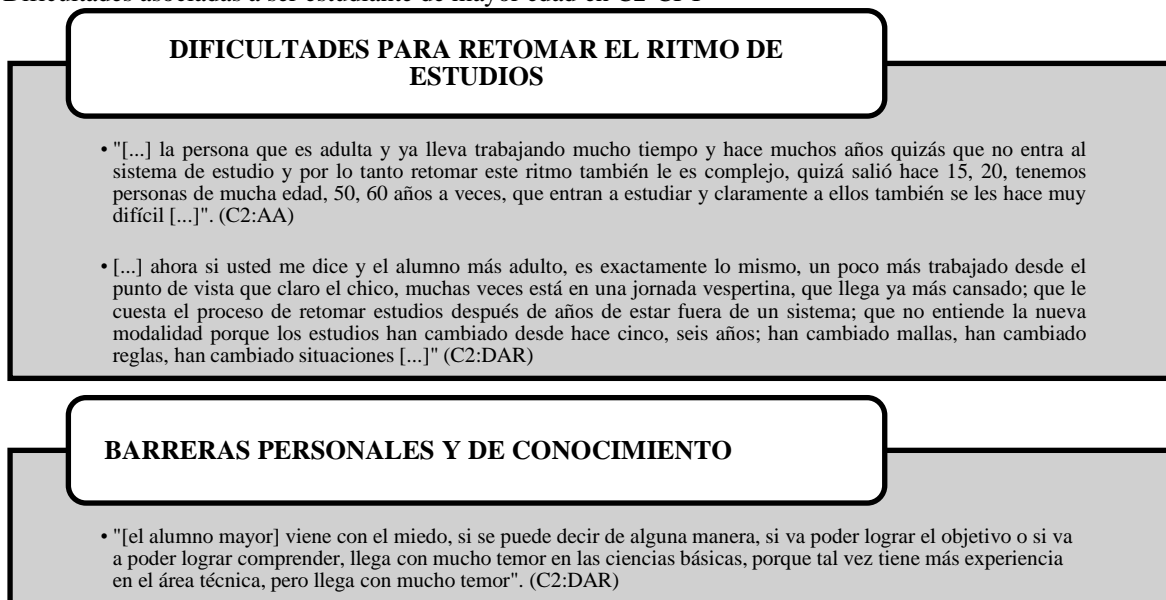 Dificultades asociadas a ser estudiante de mayor edad en C2 CFT
DIFICULTADES PARA RETOMAR EL RITMO DE
ESTUDIOS
• "[...] la persona que es adulta y ya lleva trabajando mucho tiempo y hace muchos años quizás que no entra al
sistema de estudio y por lo tanto retomar este ritmo también le es complejo, quizá salió hace 15, 20, tenemos
personas de mucha edad, 50, 60 años a veces, que entran a estudiar y claramente a ellos también se les hace muy
difícil [...]". (C2:AA)
• [...] ahora si usted me dice y el alumno más adulto, es exactamente lo mismo, un poco más trabajado desde el
punto de vista que claro el chico, muchas veces está en una jornada vespertina, que llega ya más cansado; que le
cuesta el proceso de retomar estudios después de años de estar fuera de un sistema; que no entiende la nueva
modalidad porque los estudios han cambiado desde hace cinco, seis años; han cambiado mallas, han cambiado
reglas, han cambiado situaciones [...]" (C2:DAR)
BARRERAS PERSONALES Y DE CONOCIMIENTO
• "[el alumno mayor] viene con el miedo, si se puede decir de alguna manera, si va poder lograr el objetivo o si va
a poder lograr comprender, llega con mucho temor en las ciencias básicas, porque tal vez tiene más experiencia
en el área técnica, pero llega con mucho temor". (C2:DAR)